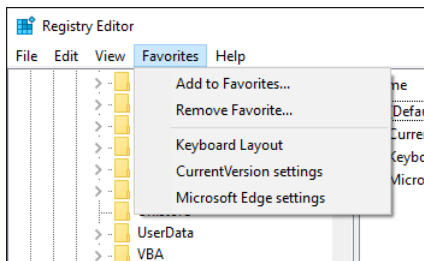 Registry Editor
File Edit View Favorites Help
Add to Favorites...
Remove Favorite...
Keyboard Layout
CurrentVersion settings
Microsoft Edge settings
UserData
VBA